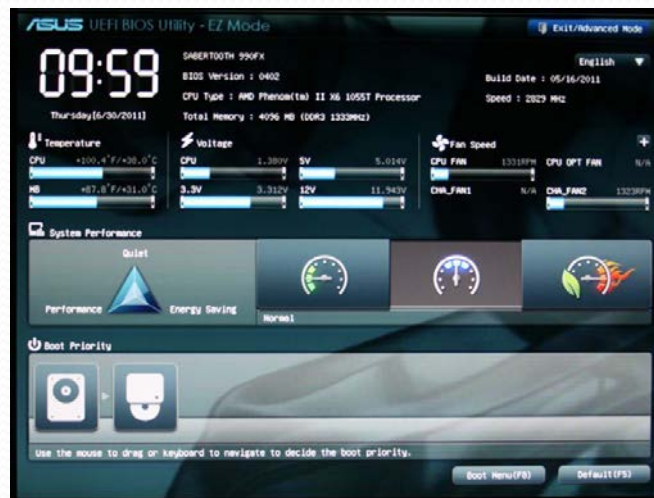 ASUS UEFI BIOS Utility - EZ Mode
Exit/Advanced Mode
09:59
Thursday[6/30/2011]
SABERTOOTH 990FX
BIOS Version : 0402
CPU Type : AMD Phenom(tm) II X6 1055T Processor
Total Memory : 4096 MB (DDR3 1333MHz)
English
Build Date : 05/16/2011
Speed : 2829 MHz
Temperature
CPU +100.4°F/+38.0°C
MB +87.8°F/+31.0°C
Voltage
CPU 1.380V 5V 5.014V
3.3V 3.312V 12V 11.943V
Fan Speed
CPU FAN 1331RPM CPU OPT FAN N/A
CHA_FAN1 N/A CHA_FAN2 1323RPM
System Performance
Quiet
Performance
Energy Saving
Normal
Boot Priority
Use the mouse to drag or keyboard to navigate to decide the boot priority.
Boot Menu(F8)
Default(F5)